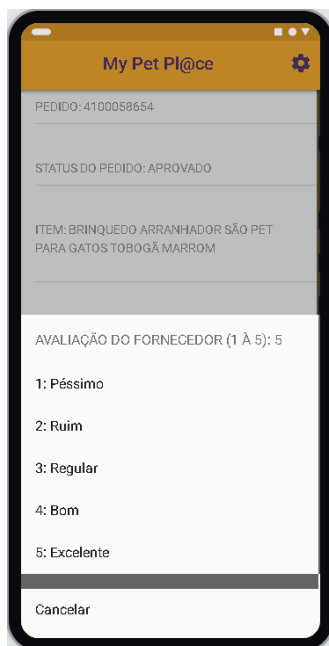 My Pet Pl@ce
PEDIDO: 4100058654
STATUS DO PEDIDO: APROVADO
ITEM: BRINQUEDO ARRANHADOR SÃO PET
PARA GATOS TOBOGÃ MARROM
AVALIAÇÃO DO FORNECEDOR (1 À 5): 5
1: Péssimo
2: Ruim
3: Regular
4: Bom
5: Excelente
Cancelar